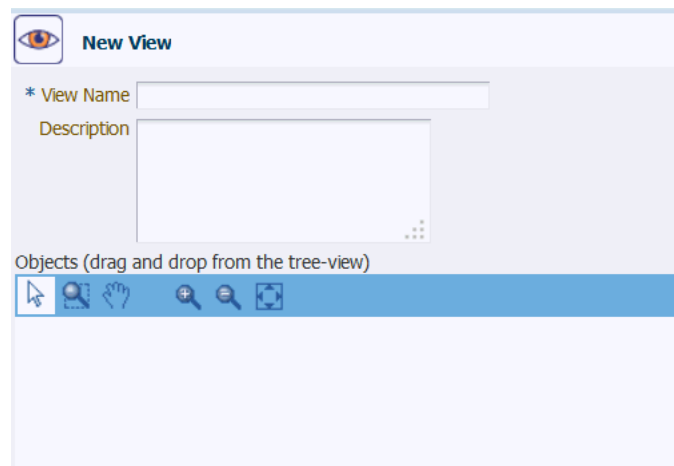 New View
* View Name
Description
Objects (drag and drop from the tree-view)